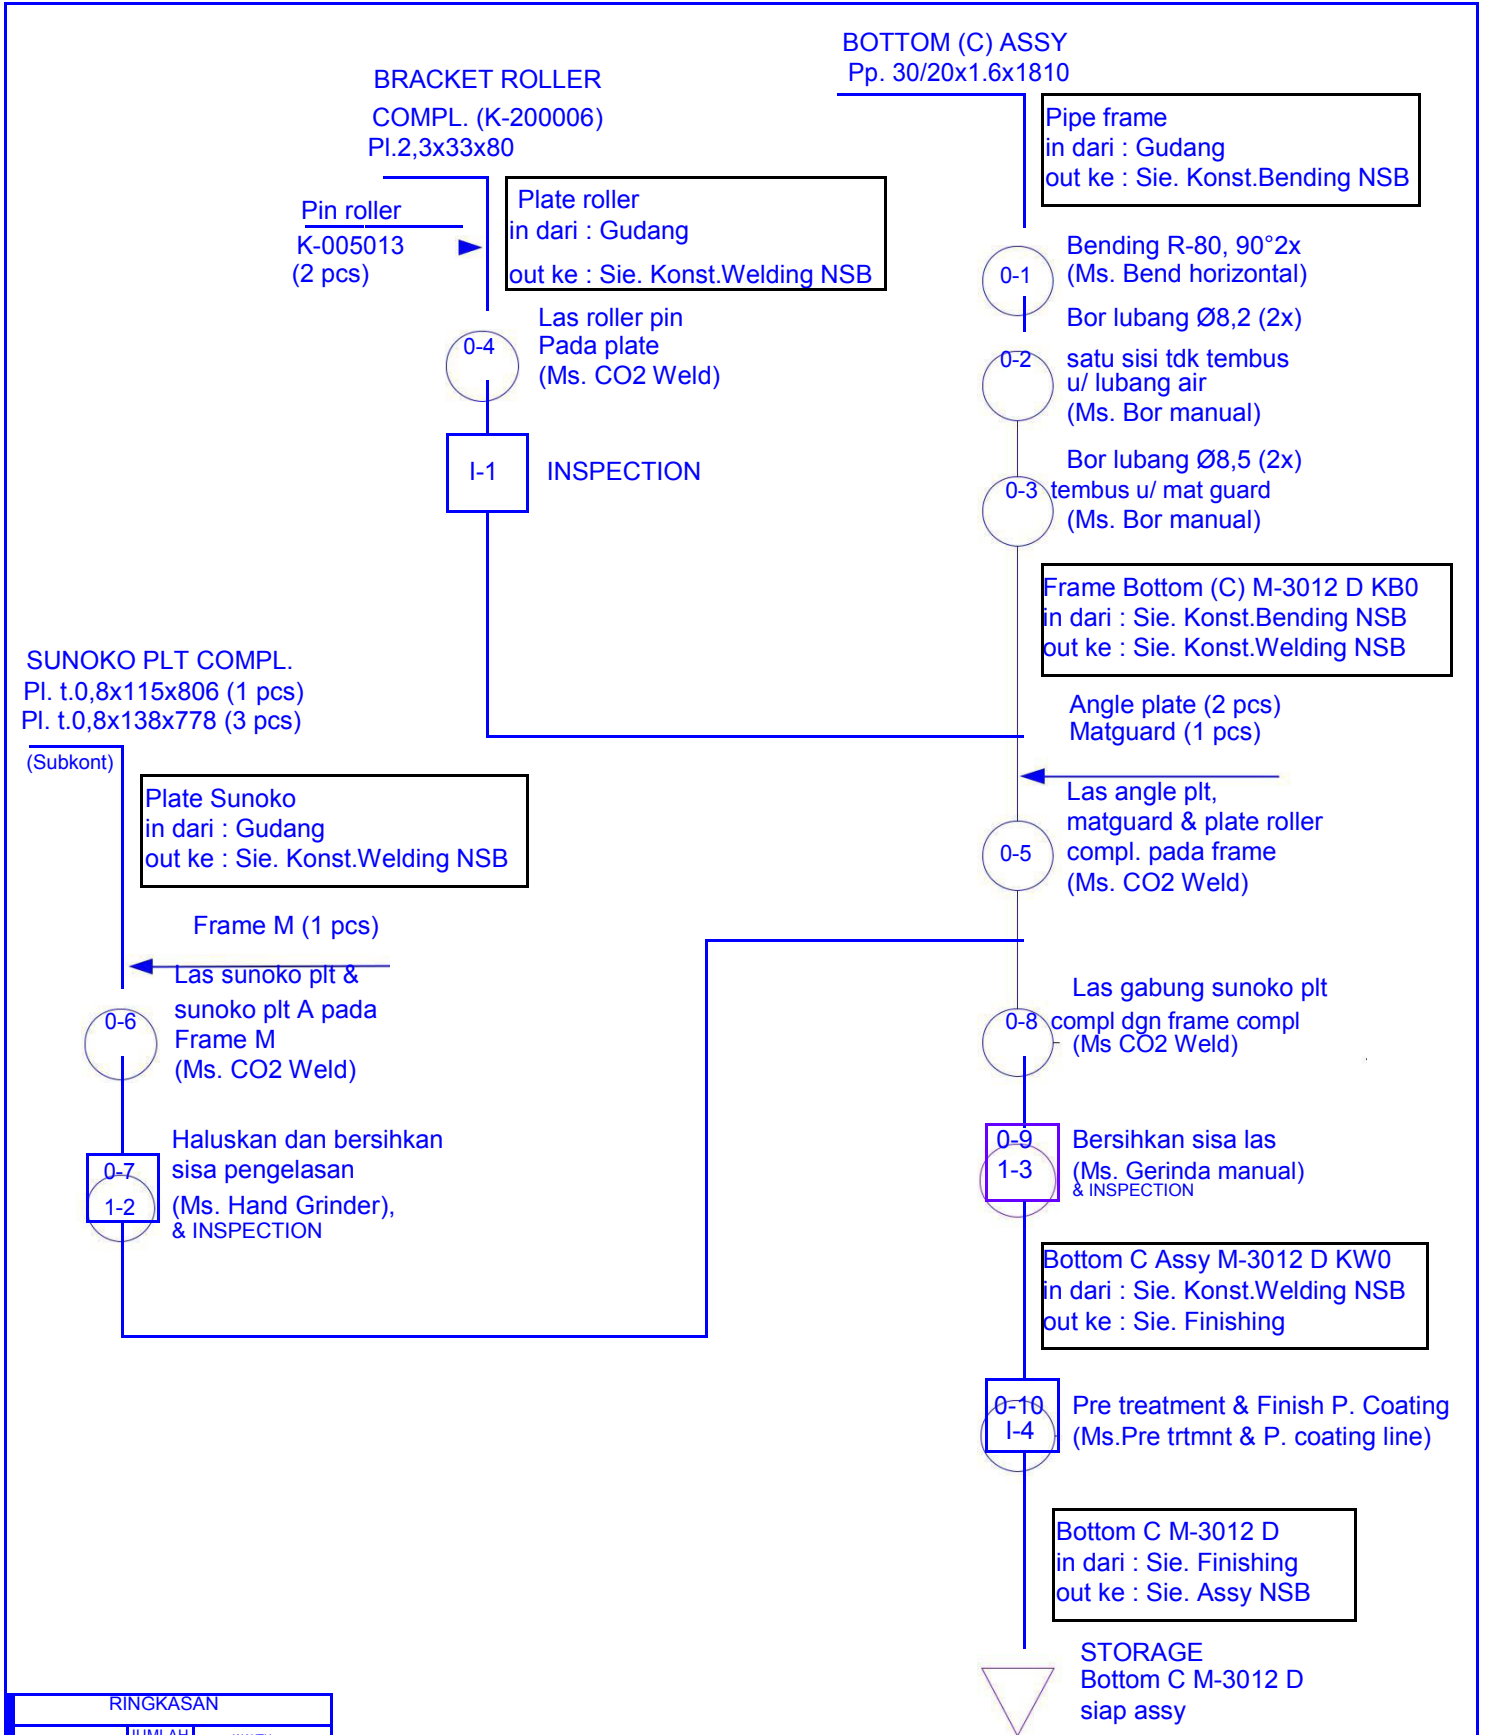 BOTTOM (C) ASSY
Pp. 30/20x1.6x1810
BRACKET ROLLER
COMPL. (K-200006)
Pl.2,3x33x80
Pipe frame
in dari : Gudang
out ke : Sie. Konst.Bending NSB
Pin roller
K-005013
(2 pcs)
Plate roller
in dari : Gudang
out ke : Sie. Konst.Welding NSB
0-1
Bending R-80, 90°2x
(Ms. Bend horizontal)
0-4
Las roller pin
Pada plate
(Ms. CO2 Weld)
0-2
Bor lubang Ø8,2 (2x)
satu sisi tdk tembus
u/ lubang air
(Ms. Bor manual)
I-1
INSPECTION
0-3
Bor lubang Ø8,5 (2x)
tembus u/ mat guard
(Ms. Bor manual)
Frame Bottom (C) M-3012 D KB0
in dari : Sie. Konst.Bending NSB
out ke : Sie. Konst.Welding NSB
SUNOKO PLT COMPL.
Pl. t.0,8x115x806 (1 pcs)
Pl. t.0,8x138x778 (3 pcs)
(Subkont)
Angle plate (2 pcs)
Matguard (1 pcs)
Plate Sunoko
in dari : Gudang
out ke : Sie. Konst.Welding NSB
0-5
Las angle plt,
matguard & plate roller
compl. pada frame
(Ms. CO2 Weld)
Frame M (1 pcs)
0-6
Las sunoko plt &
sunoko plt A pada
Frame M
(Ms. CO2 Weld)
0-8
Las gabung sunoko plt
compl dgn frame compl
(Ms CO2 Weld)
0-7
1-2
Haluskan dan bersihkan
sisa pengelasan
(Ms. Hand Grinder),
& INSPECTION
0-9
1-3
Bersihkan sisa las
(Ms. Gerinda manual)
& INSPECTION
Bottom C Assy M-3012 D KW0
in dari : Sie. Konst.Welding NSB
out ke : Sie. Finishing
0-10
I-4
Pre treatment & Finish P. Coating
(Ms.Pre trtmnt & P. coating line)
Bottom C M-3012 D
in dari : Sie. Finishing
out ke : Sie. Assy NSB
STORAGE
Bottom C M-3012 D
siap assy
RINGKASAN
JUMLAH